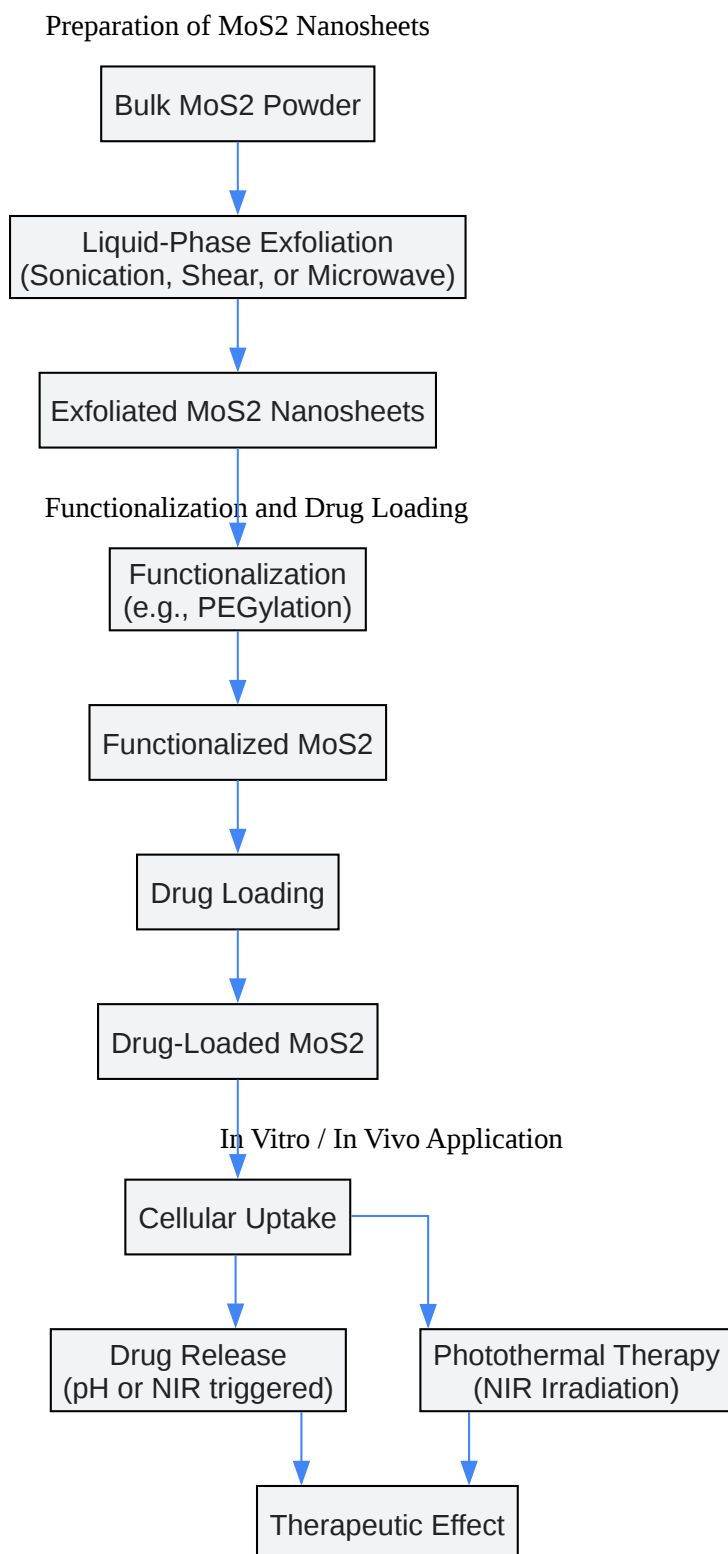 Preparation of MoS2 Nanosheets
Bulk MoS2 Powder
Liquid-Phase Exfoliation
(Sonication, Shear, or Microwave)
Exfoliated MoS2 Nanosheets
Functionalization and Drug Loading
Functionalization
(e.g., PEGylation)
Functionalized MoS2
Drug Loading
Drug-Loaded MoS2
In Vitro / In Vivo Application
Cellular Uptake
Drug Release
(pH or NIR triggered)
Photothermal Therapy
(NIR Irradiation)
Therapeutic Effect